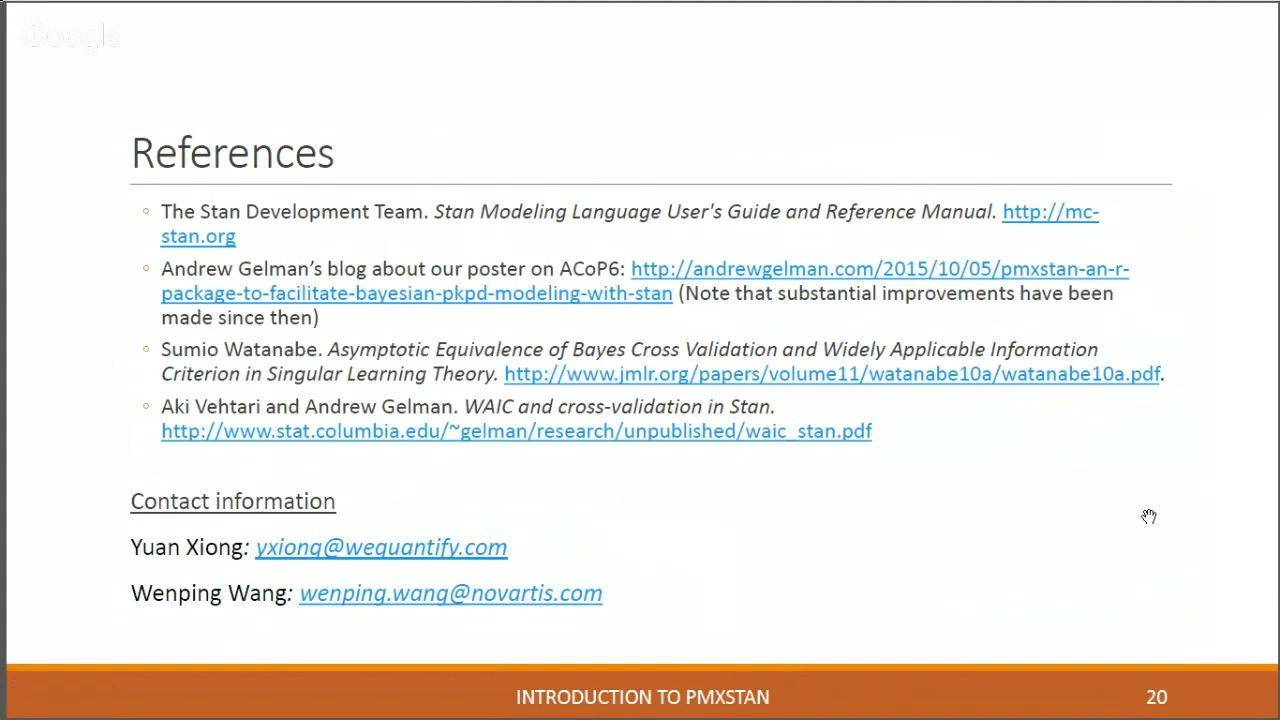 Google
References
The Stan Development Team. Stan Modeling Language User's Guide and Reference Manual. http://mc-
stan.org
Andrew Gelman’s blog about our poster on ACoP6: http://andrewgelman.com/2015/10/05/pmxstan-an-r-
package-to-facilitate-bayesian-pkpd-modeling-with-stan (Note that substantial improvements have been
made since then)
Sumio Watanabe. Asymptotic Equivalence of Bayes Cross Validation and Widely Applicable Information
Criterion in Singular Learning Theory. http://www.jmlr.org/papers/volume11/watanabe10a/watanabe10a.pdf.
Aki Vehtari and Andrew Gelman. WAIC and cross-validation in Stan.
http://www.stat.columbia.edu/~gelman/research/unpublished/waic_stan.pdf
Contact information
Yuan Xiong: yxiong@wequantify.com
Wenping Wang: wenping.wang@novartis.com
INTRODUCTION TO PMXSTAN
20